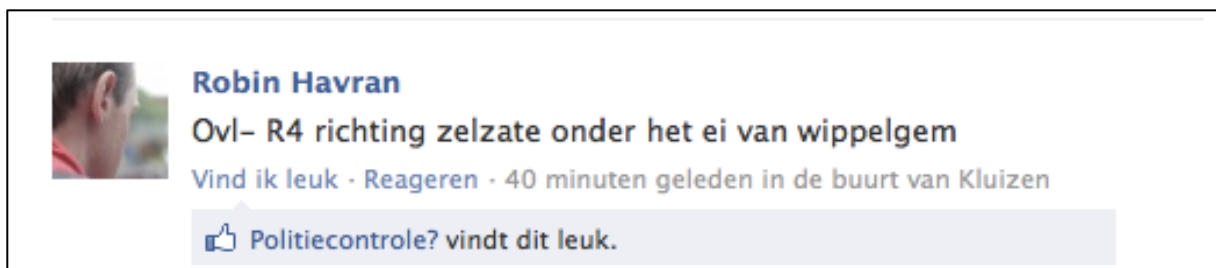 Robin Havran
Ovl- R4 richting zelzate onder het ei van wippelgem
Vind ik leuk · Reageren · 40 minuten geleden in de buurt van Kluizen
Politiecontrole? vindt dit leuk.